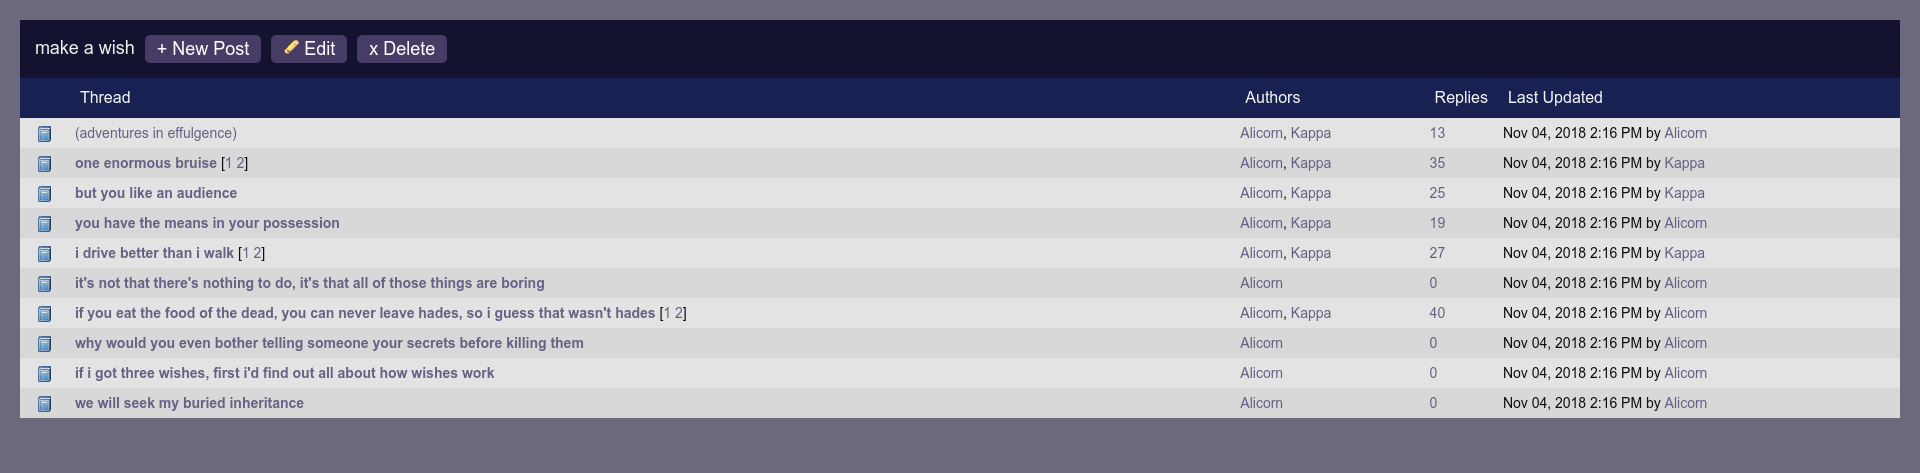 make a wish + New Post Edit x Delete
Thread Authors Replies Last Updated
(adventures in effulgence) Alicorn, Kappa 13 Nov 04, 2018 2:16 PM by Alicorn
one enormous bruise [1 2] Alicorn, Kappa 35 Nov 04, 2018 2:16 PM by Kappa
but you like an audience Alicorn, Kappa 25 Nov 04, 2018 2:16 PM by Kappa
you have the means in your possession Alicorn, Kappa 19 Nov 04, 2018 2:16 PM by Alicorn
i drive better than i walk [1 2] Alicorn, Kappa 27 Nov 04, 2018 2:16 PM by Kappa
it's not that there's nothing to do, it's that all of those things are boring Alicorn 0 Nov 04, 2018 2:16 PM by Alicorn
if you eat the food of the dead, you can never leave hades, so i guess that wasn't hades [1 2] Alicorn, Kappa 40 Nov 04, 2018 2:16 PM by Alicorn
why would you even bother telling someone your secrets before killing them Alicorn 0 Nov 04, 2018 2:16 PM by Alicorn
if i got three wishes, first i'd find out all about how wishes work Alicorn 0 Nov 04, 2018 2:16 PM by Alicorn
we will seek my buried inheritance Alicorn 0 Nov 04, 2018 2:16 PM by Alicorn